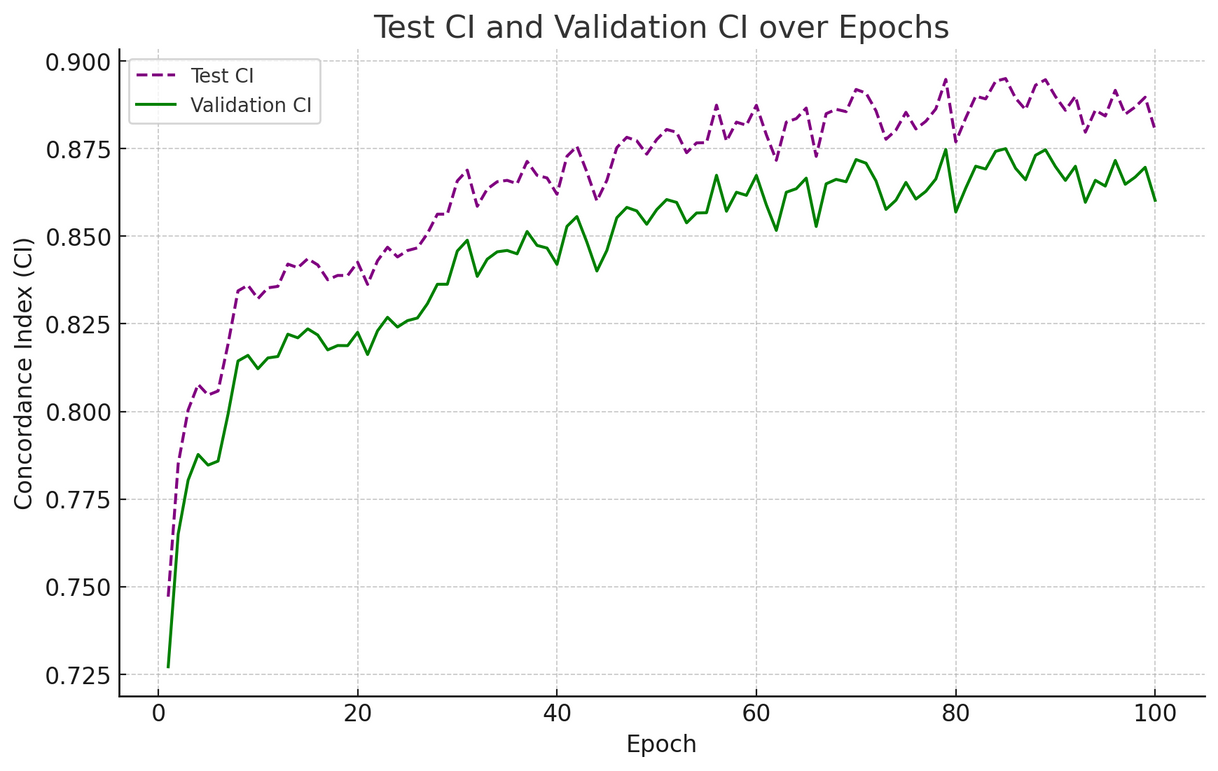 Test CI and Validation CI over Epochs
Test CI
Validation CI
Concordance Index (CI)
0.900
0.875
0.850
0.825
0.800
0.775
0.750
0.725
0 20 40 60 80 100
Epoch